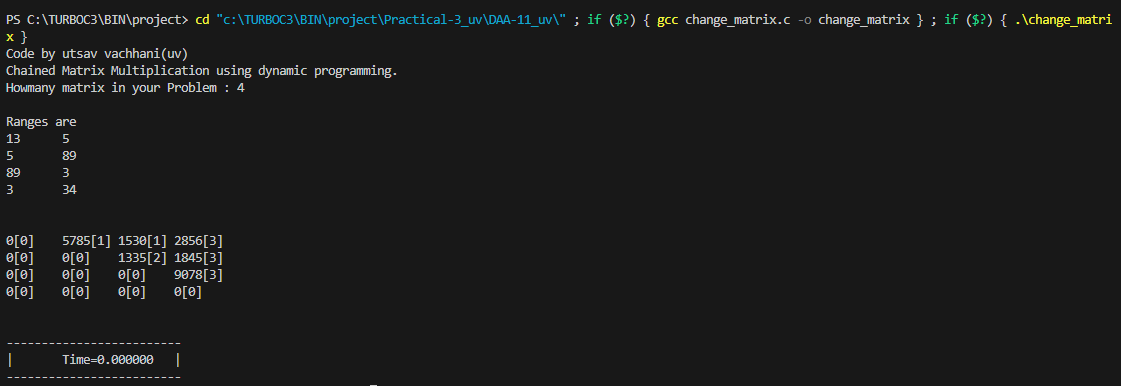 PS C:\TURBOC3\BIN\project> cd "c:\TURBOC3\BIN\project\Practical-3_uv\DAA-11_uv\" ; if ($?) { gcc change_matrix.c -o change_matrix } ; if ($?) { .\change_matri
x }
Code by utsav vachhani(uv)
Chained Matrix Multiplication using dynamic programming.
Howmany matrix in your Problem : 4
Ranges are
13 5
5 89
89 3
3 34
0[0] 5785[1] 1530[1] 2856[3]
0[0] 0[0] 1335[2] 1845[3]
0[0] 0[0] 0[0] 9078[3]
0[0] 0[0] 0[0] 0[0]
-------------------------
| Time=0.000000 |
-------------------------